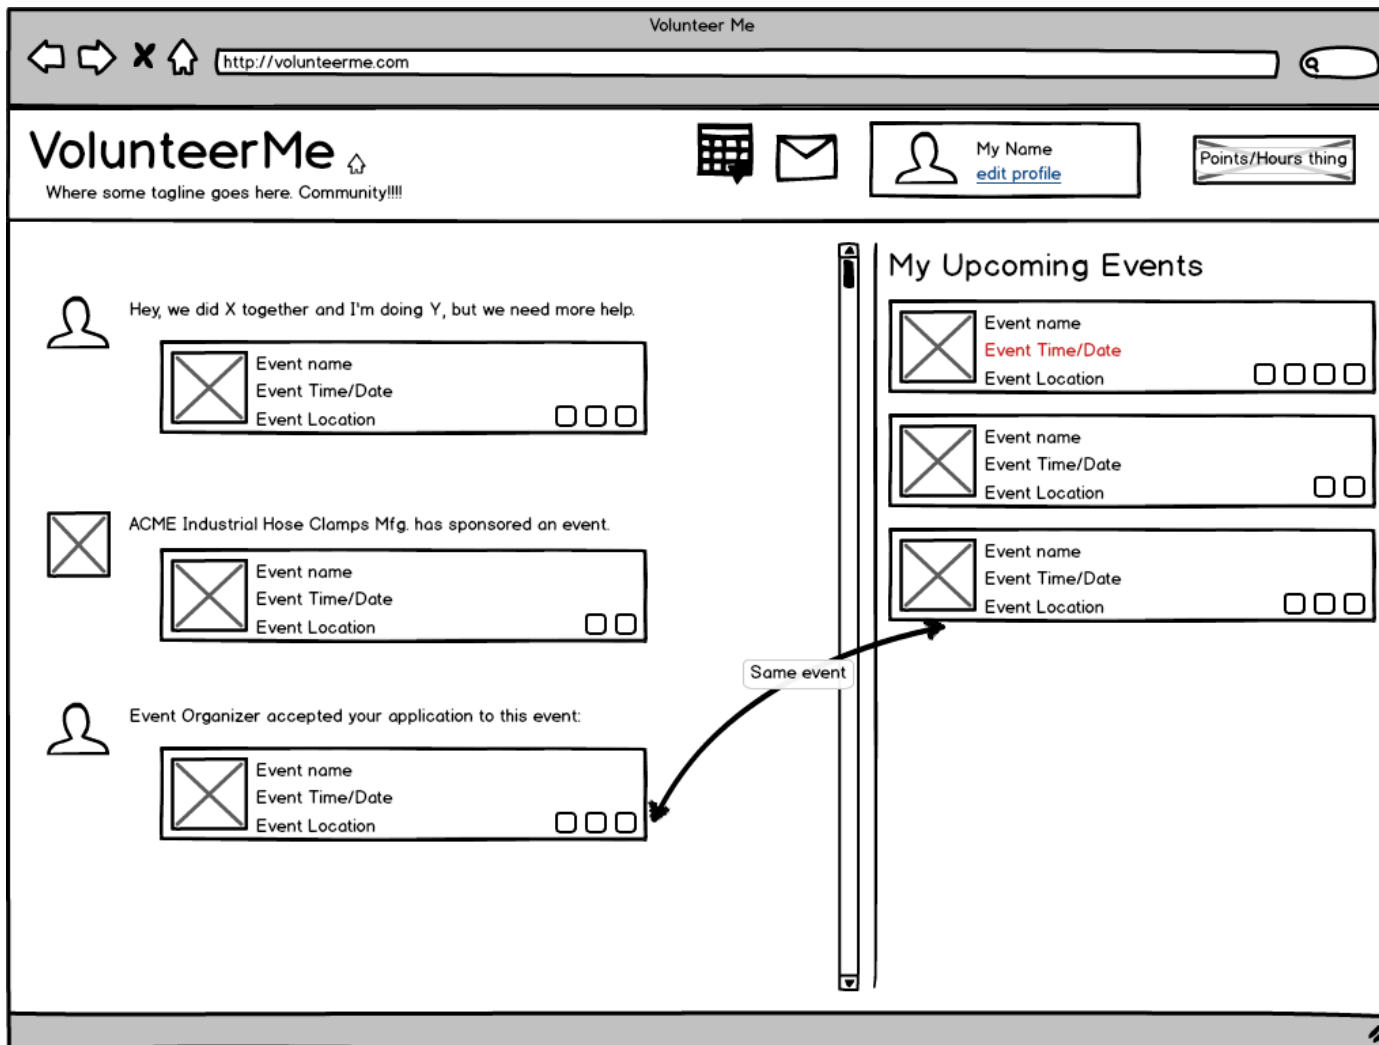 Volunteer Me
http://volunteerme.com
VolunteerMe
Where some tagline goes here. Community!!!!
My Name
edit profile
Points/Hours thing
Hey, we did X together and I'm doing Y, but we need more help.
Event name
Event Time/Date
Event Location
ACME Industrial Hose Clamps Mfg. has sponsored an event.
Event name
Event Time/Date
Event Location
Event Organizer accepted your application to this event:
Event name
Event Time/Date
Event Location
Same event
My Upcoming Events
Event name
Event Time/Date
Event Location
Event name
Event Time/Date
Event Location
Event name
Event Time/Date
Event Location